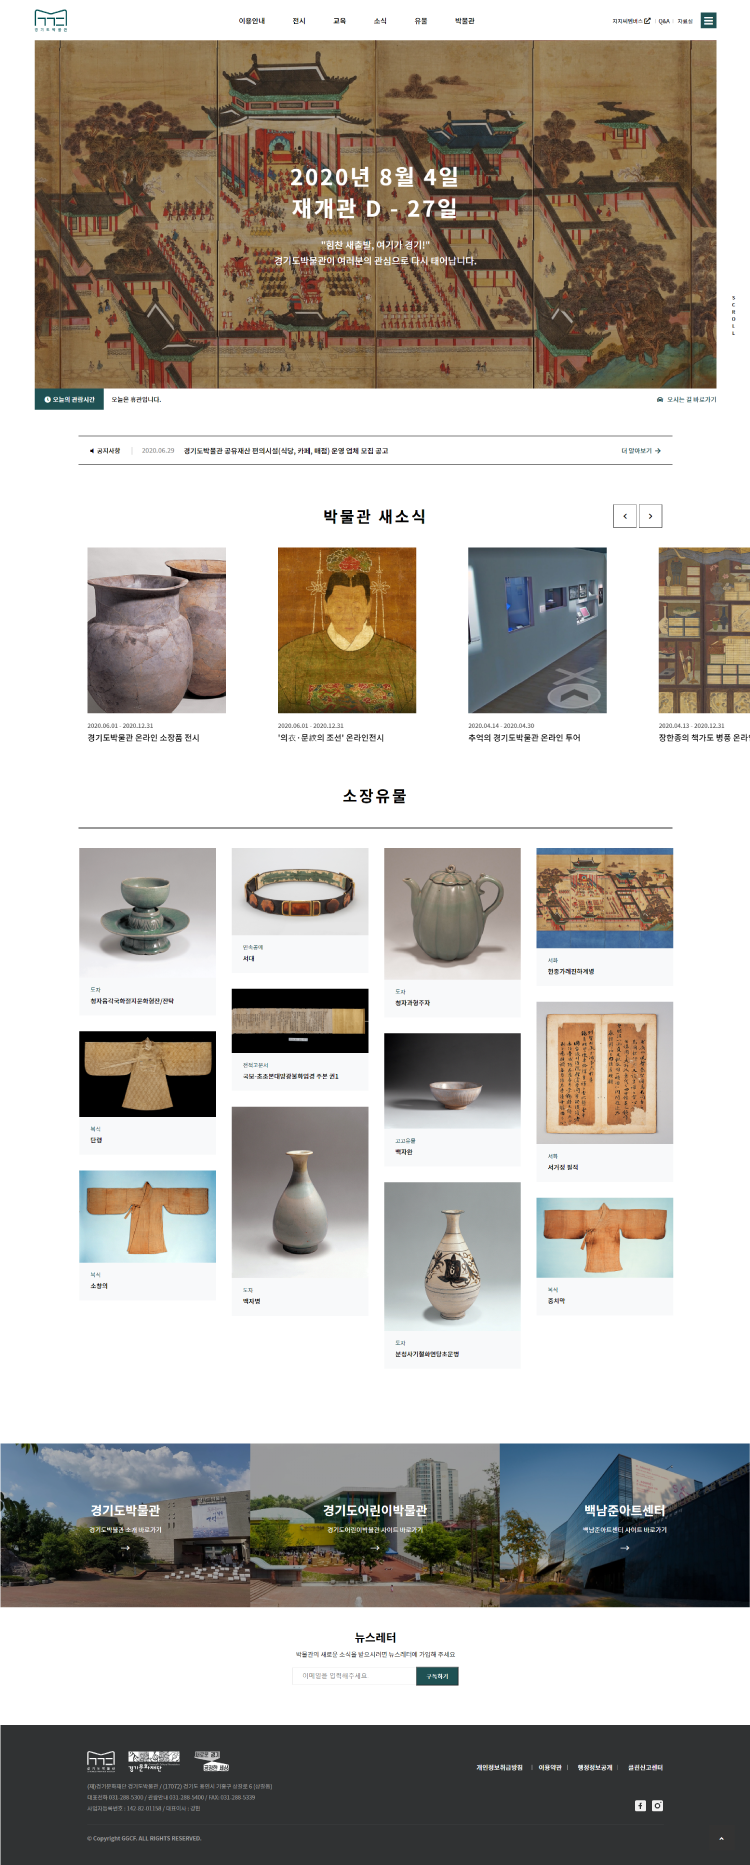 경기도박물관
이용안내 전시 교육 소식 유물 박물관
지지씨멤버스 | Q&A | 자료실
2020년 8월 4일
재개관 D - 27일
"힘찬 새출발, 여기가 경기!"
경기도박물관이 여러분의 관심으로 다시 태어납니다.
SCROLL
오늘의 관람시간 오늘은 휴관입니다.
오시는 길 바로가기
공지사항 2020.06.29 경기도박물관 공유재산 편의시설(식당, 카페, 매점) 운영 업체 모집 공고
더 알아보기
박물관 새소식
2020.06.01 - 2020.12.31
경기도박물관 온라인 소장품 전시
2020.06.01 - 2020.12.31
'의衣·문紋의 조선' 온라인전시
2020.04.14 - 2020.04.30
추억의 경기도박물관 온라인 투어
2020.04.13 - 2020.12.31
장한종의 책가도 병풍 온라인
소장유물
도자
청자음각국화절지문화형잔/잔탁
복식
단령
복식
소창의
민속공예
서대
전적고문서
국보-초조본대방광불화엄경 주본 권1
도자
백자병
도자
청자과형주자
고고유물
백자완
도자
분청사기철화연당초문병
서화
헌종가례진하계병
서화
서거정 필적
복식
중치막
경기도박물관
경기도박물관 소개 바로가기
경기도어린이박물관
경기도어린이박물관 사이트 바로가기
백남준아트센터
백남준아트센터 사이트 바로가기
뉴스레터
박물관의 새로운 소식을 받으시려면 뉴스레터에 가입해 주세요
이메일을 입력해주세요
구독하기
경기도박물관
경기문화재단
개인정보취급방침 | 이용약관 | 행정정보공개 | 클린신고센터
(재)경기문화재단 경기도박물관 / (17072) 경기도 용인시 기흥구 상갈로 6 (상갈동)
대표전화 031-288-5300 / 관람안내 031-288-5400 / FAX: 031-288-5339
사업자등록번호 : 142-82-01158 / 대표이사 : 강헌
© Copyright GGCF. ALL RIGHTS RESERVED.